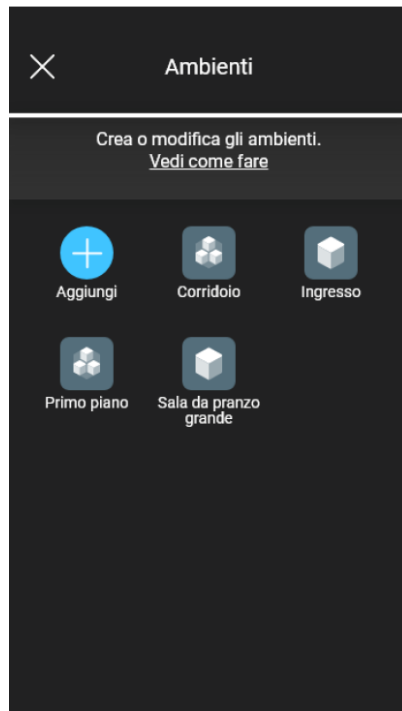 Ambienti
Crea o modifica gli ambienti.
Vedi come fare
Aggiungi
Corridoio
Ingresso
Primo piano
Sala da pranzo
grande